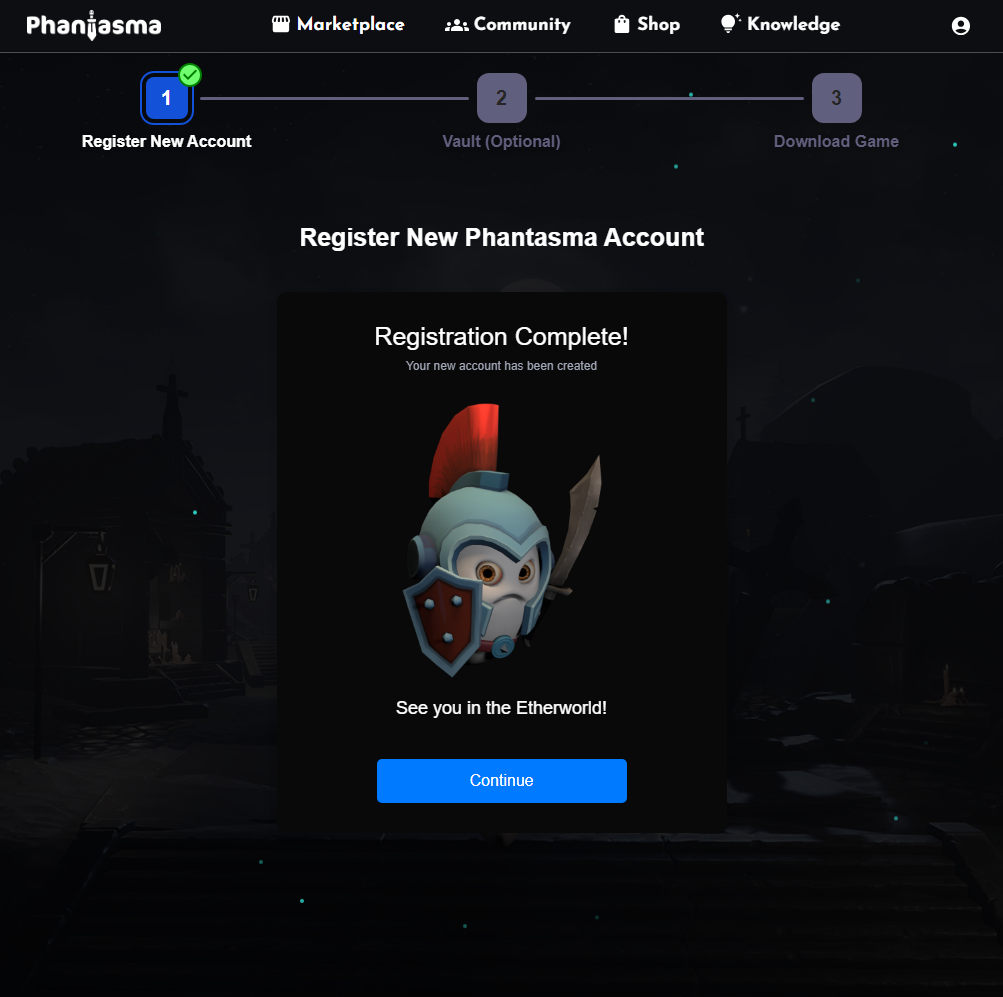 Phantasma
Marketplace
Community
Shop
Knowledge
1
2
3
Register New Account
Vault (Optional)
Download Game
Register New Phantasma Account
Registration Complete!
Your new account has been created
See you in the Etherworld!
Continue